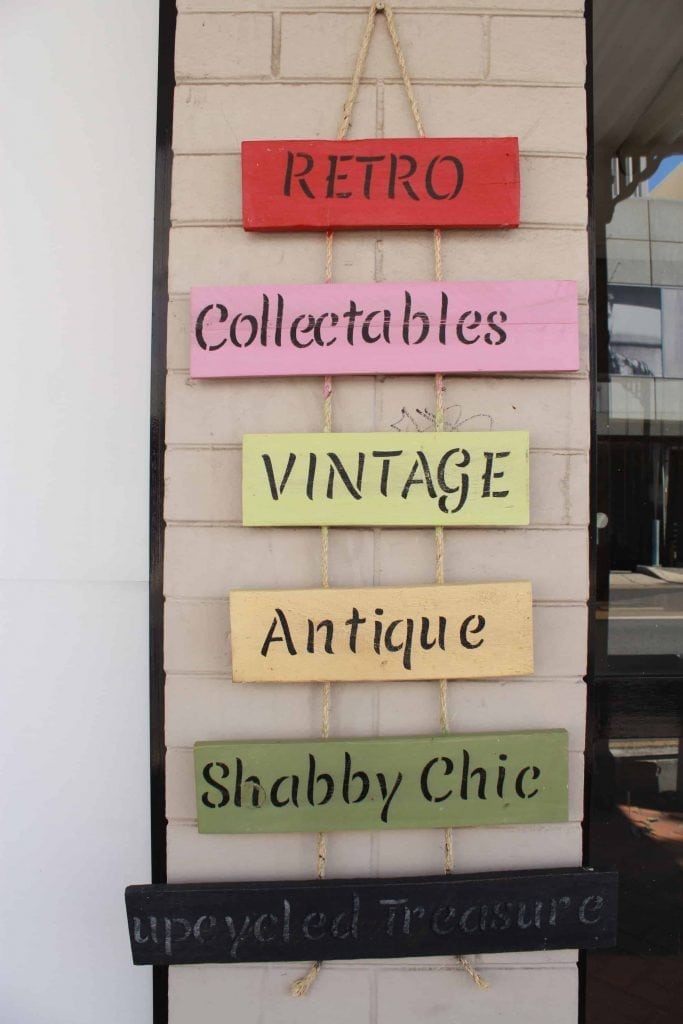 RETRO
Collectables
VINTAGE
Antique
Shabby Chic
upcycled Treasure